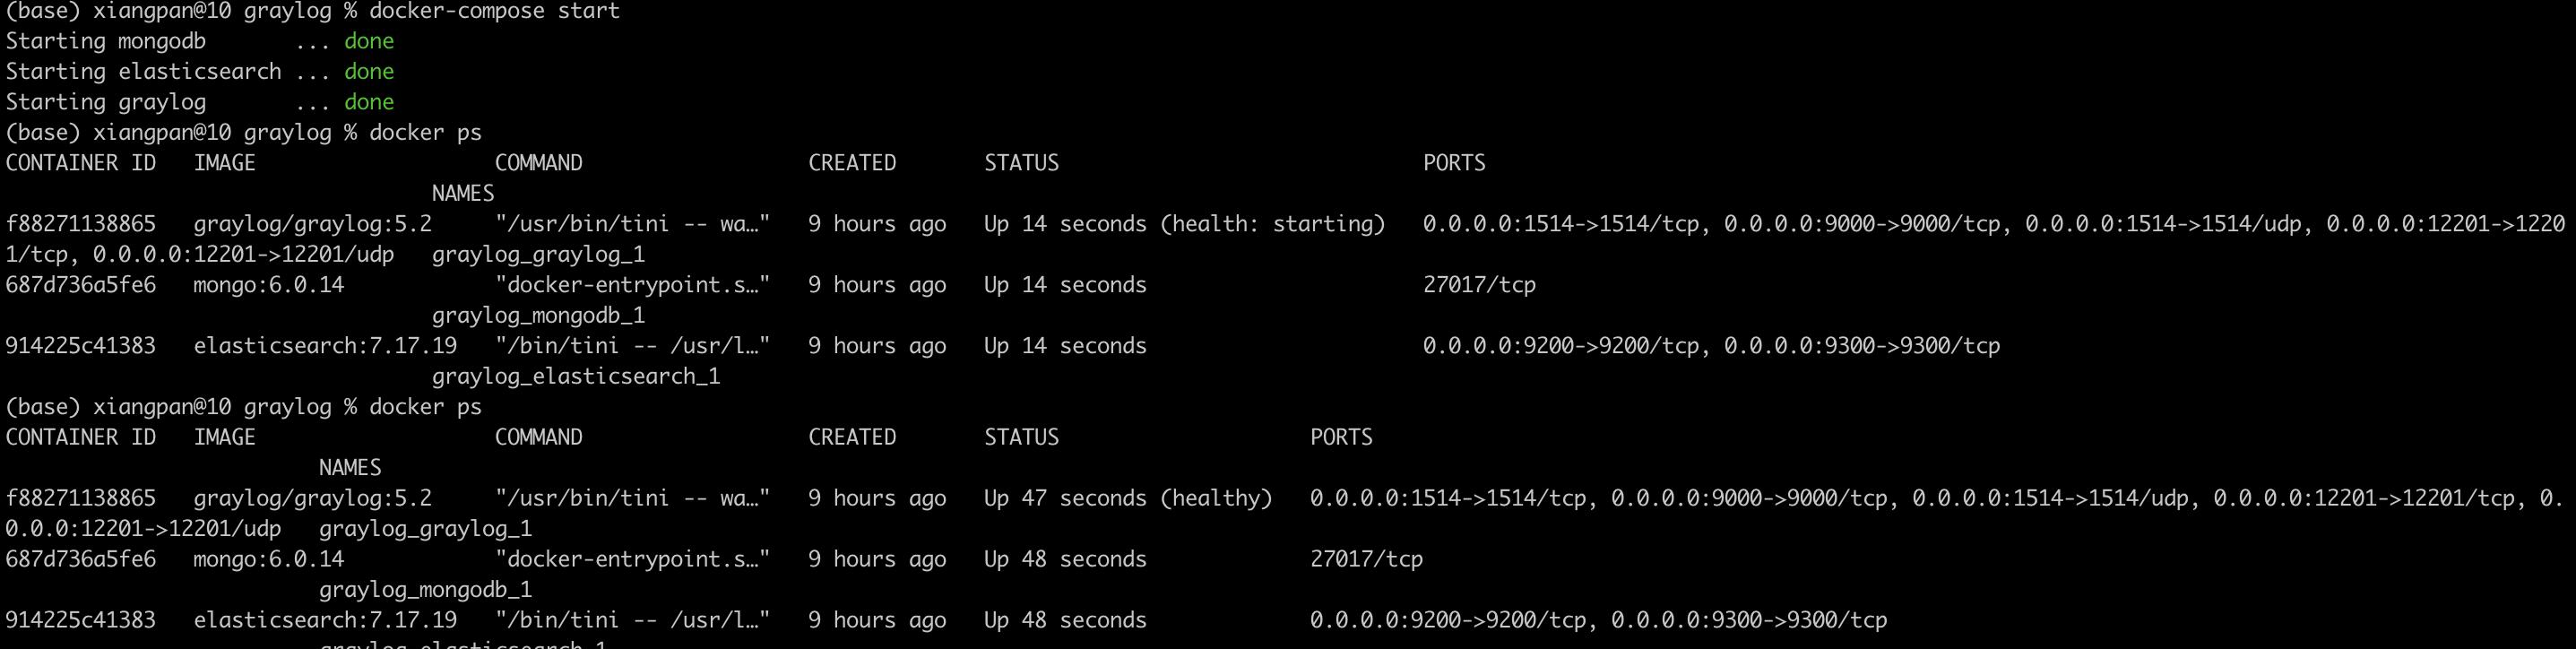 (base) xiangpan@10 graylog % docker-compose start
Starting mongodb       ... done
Starting elasticsearch ... done
Starting graylog       ... done
(base) xiangpan@10 graylog % docker ps
CONTAINER ID   IMAGE                   COMMAND                  CREATED       STATUS                             PORTS
NAMES
f88271138865   graylog/graylog:5.2     "/usr/bin/tini -- wa…"   9 hours ago   Up 14 seconds (health: starting)   0.0.0.0:1514->1514/tcp, 0.0.0.0:9000->9000/tcp, 0.0.0.0:1514->1514/udp, 0.0.0.0:12201->1220
1/tcp, 0.0.0.0:12201->12201/udp   graylog_graylog_1
687d736a5fe6   mongo:6.0.14            "docker-entrypoint.s…"   9 hours ago   Up 14 seconds                      27017/tcp
graylog_mongodb_1
914225c41383   elasticsearch:7.17.19   "/bin/tini -- /usr/l…"   9 hours ago   Up 14 seconds                      0.0.0.0:9200->9200/tcp, 0.0.0.0:9300->9300/tcp
graylog_elasticsearch_1
(base) xiangpan@10 graylog % docker ps
CONTAINER ID   IMAGE                   COMMAND                  CREATED       STATUS                    PORTS
NAMES
f88271138865   graylog/graylog:5.2     "/usr/bin/tini -- wa…"   9 hours ago   Up 47 seconds (healthy)   0.0.0.0:1514->1514/tcp, 0.0.0.0:9000->9000/tcp, 0.0.0.0:1514->1514/udp, 0.0.0.0:12201->12201/tcp, 0.
0.0.0:12201->12201/udp   graylog_graylog_1
687d736a5fe6   mongo:6.0.14            "docker-entrypoint.s…"   9 hours ago   Up 48 seconds             27017/tcp
graylog_mongodb_1
914225c41383   elasticsearch:7.17.19   "/bin/tini -- /usr/l…"   9 hours ago   Up 48 seconds             0.0.0.0:9200->9200/tcp, 0.0.0.0:9300->9300/tcp
graylog_elasticsearch_1